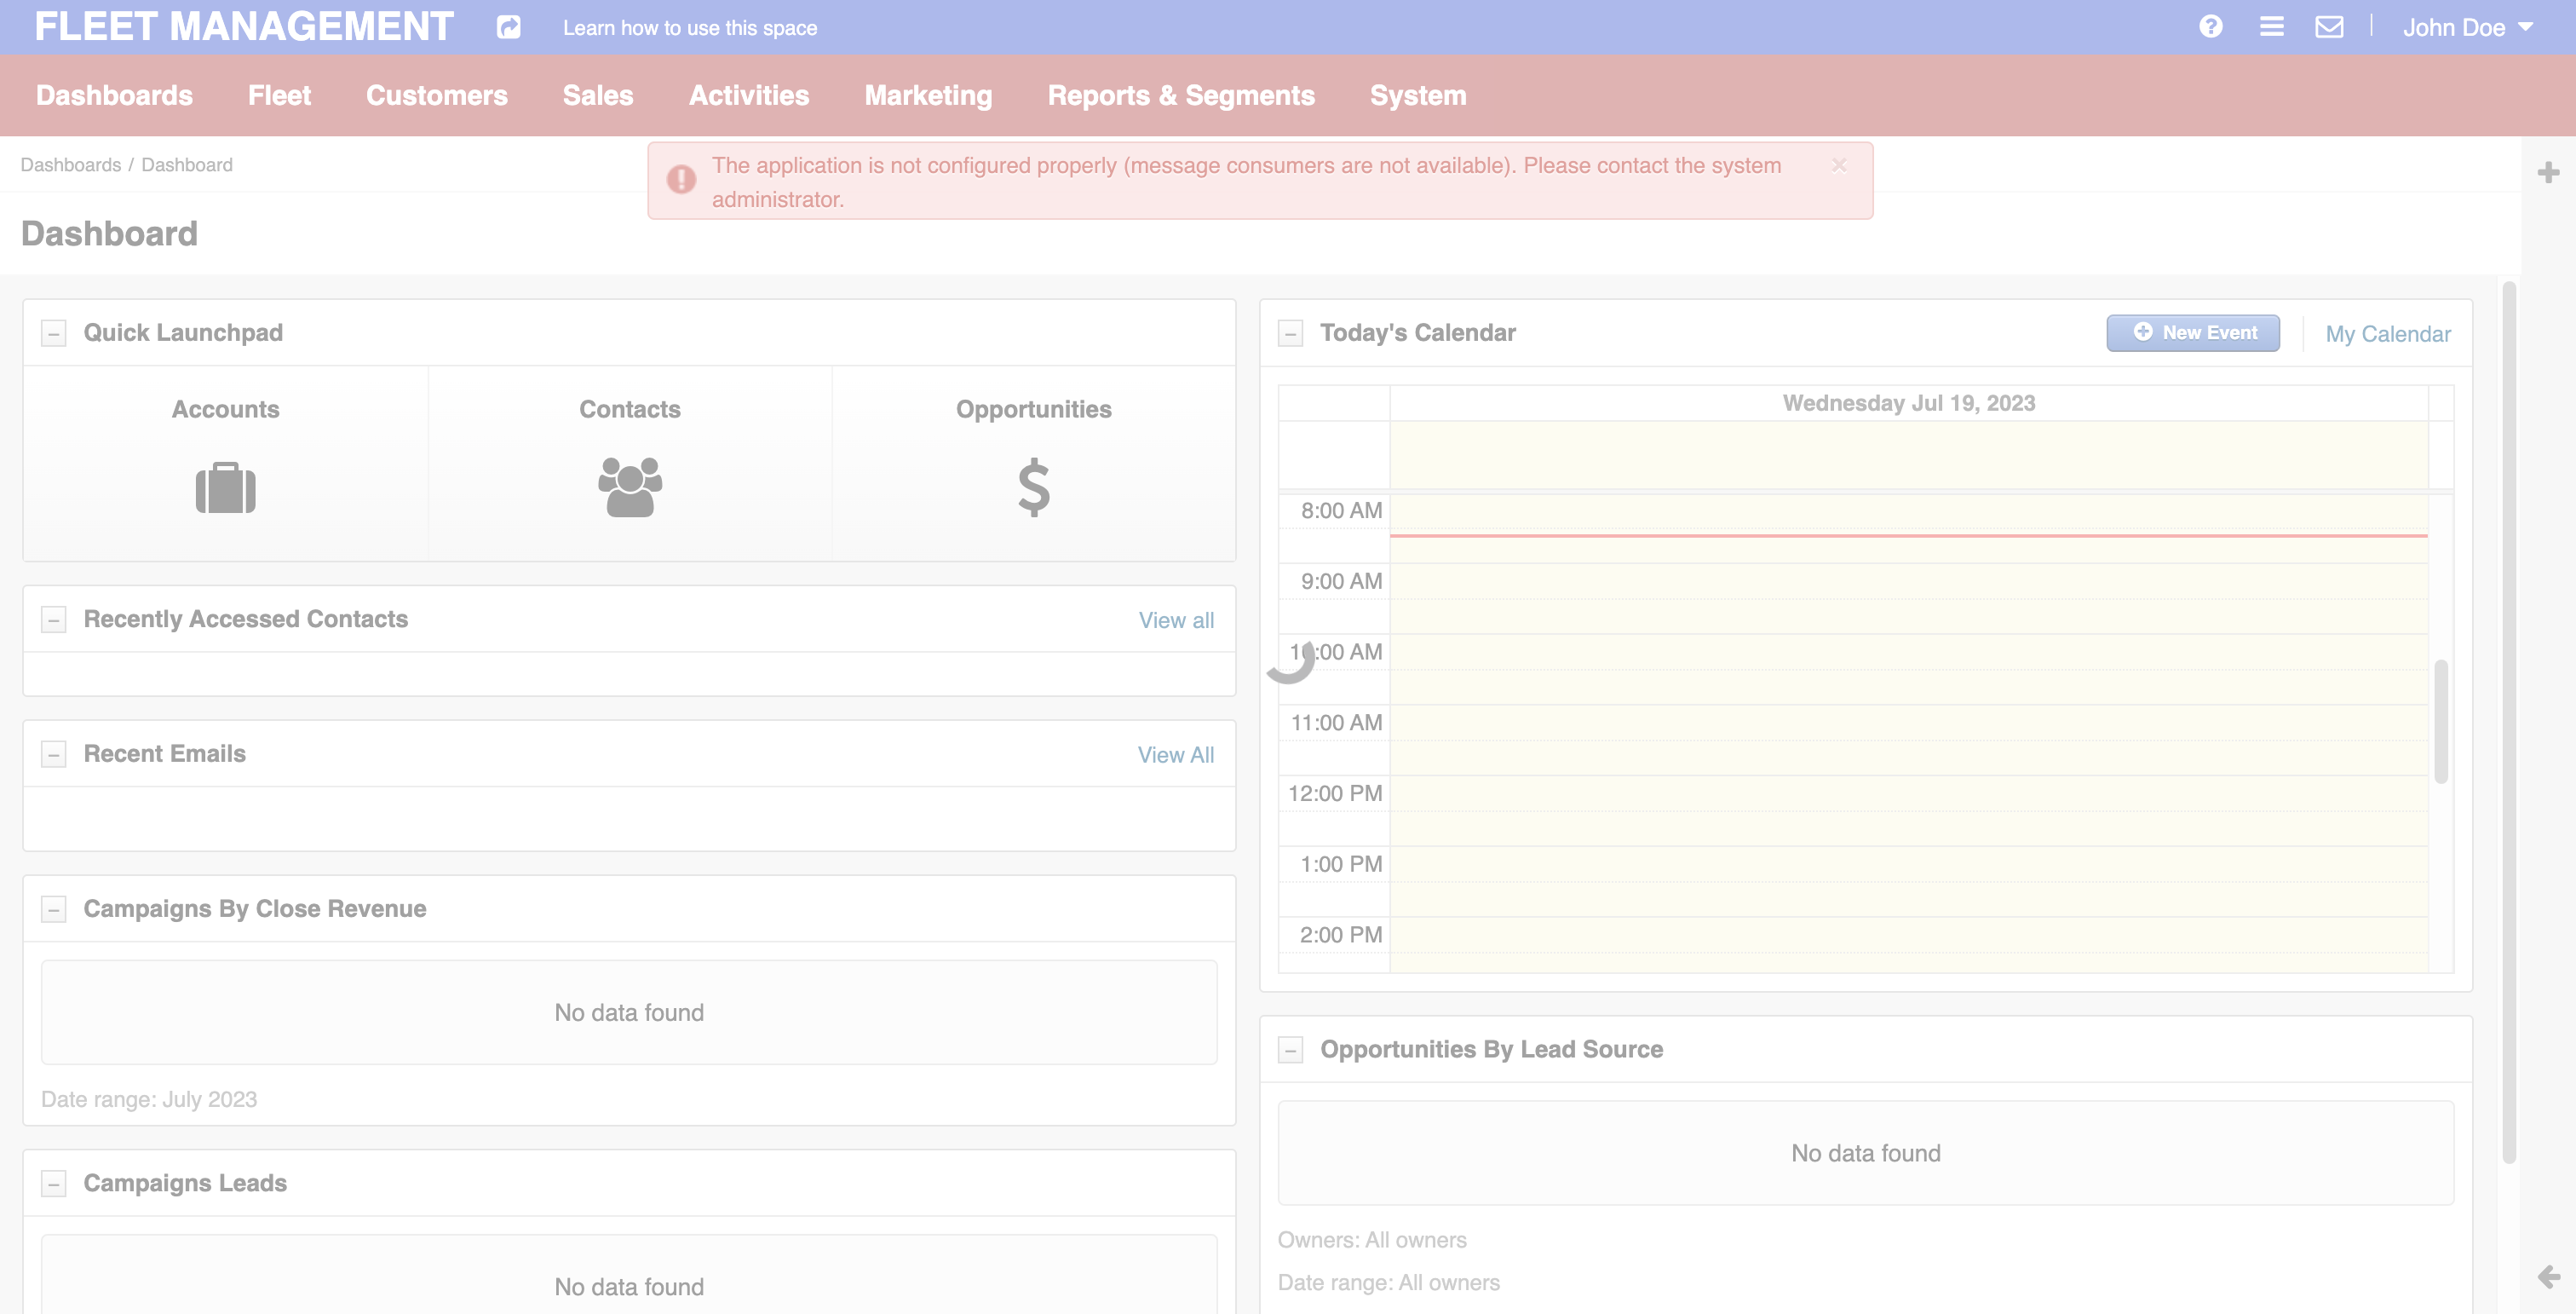 FLEET MANAGEMENT
Learn how to use this space
John Doe
Dashboards
Fleet
Customers
Sales
Activities
Marketing
Reports & Segments
System
Dashboards / Dashboard
The application is not configured properly (message consumers are not available). Please contact the system
administrator.
Dashboard
Quick Launchpad
Accounts
Contacts
Opportunities
Recently Accessed Contacts
View all
Recent Emails
View All
Campaigns By Close Revenue
No data found
Date range: July 2023
Campaigns Leads
No data found
Today's Calendar
New Event
My Calendar
Wednesday Jul 19, 2023
8:00 AM
9:00 AM
10:00 AM
11:00 AM
12:00 PM
1:00 PM
2:00 PM
Opportunities By Lead Source
No data found
Owners: All owners
Date range: All owners